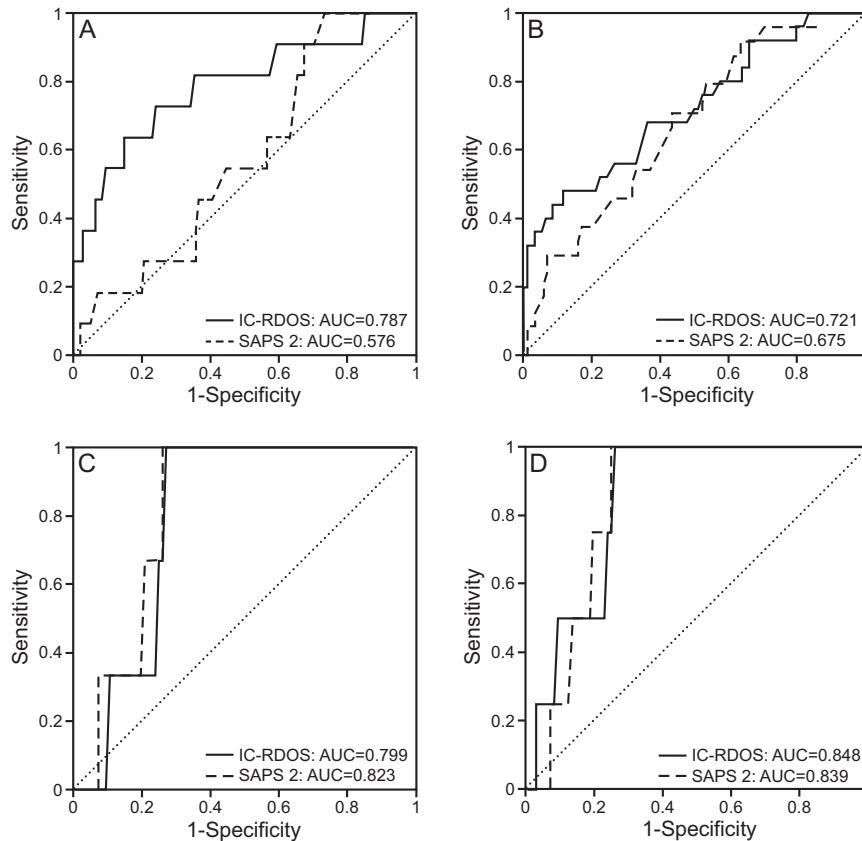 A
1
0.8
0.6
0.4
0.2
0
Sensitivity
0 0.2 0.4 0.6 0.8 1
1-Specificity
IC-RDOS: AUC=0.787
SAPS 2: AUC=0.576
B
1
0.8
0.6
0.4
0.2
0
Sensitivity
0 0.2 0.4 0.6 0.8
1-Specificity
IC-RDOS: AUC=0.721
SAPS 2: AUC=0.675
C
1
0.8
0.6
0.4
0.2
0
Sensitivity
0 0.2 0.4 0.6 0.8 1
1-Specificity
IC-RDOS: AUC=0.799
SAPS 2: AUC=0.823
D
1
0.8
0.6
0.4
0.2
0
Sensitivity
0 0.2 0.4 0.6 0.8
1-Specificity
IC-RDOS: AUC=0.848
SAPS 2: AUC=0.839